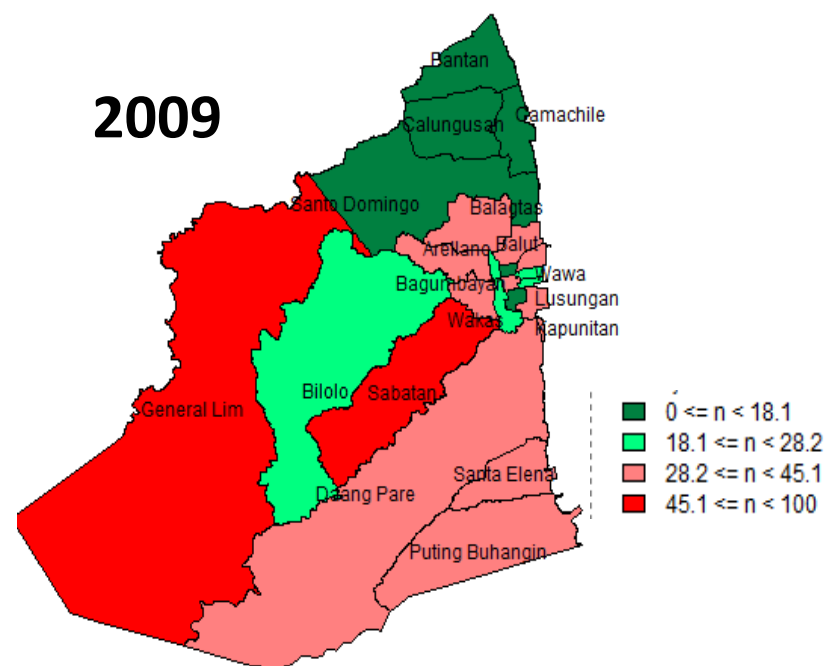 2009
Pantan
Camachile
Calungusan
Santo Domingo
Balagtas
Arellano
Balut
Wawa
Bagumbayan
Lusungan
Wakas
Kapunitan
Bilolo
Sabatan
General Lim
Santa Elena
Daang Pare
Puting Buhangin
0 <= n < 18.1
18.1 <= n < 28.2
28.2 <= n < 45.1
45.1 <= n < 100